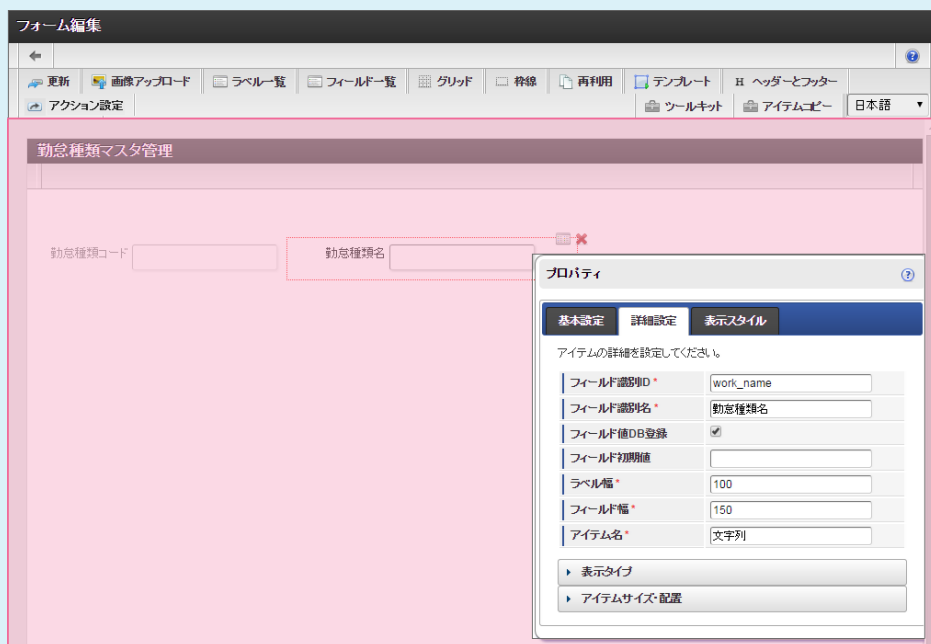 フォーム編集
更新 画像アップロード ラベル一覧 フィールド一覧 グリッド 枠線 再利用 テンプレート H ヘッダーとフッター
アクション設定 ツールキット アイテムコピー 日本語
勤怠種類マスタ管理
勤怠種類コード 勤怠種類名
プロパティ
基本設定 詳細設定 表示スタイル
アイテムの詳細を設定してください。
フィールド識別ID* work_name
フィールド識別名* 勤怠種類名
フィールド値DB登録
フィールド初期値
ラベル幅* 100
フィールド幅* 150
アイテム名* 文字列
表示タイプ
アイテムサイズ・配置